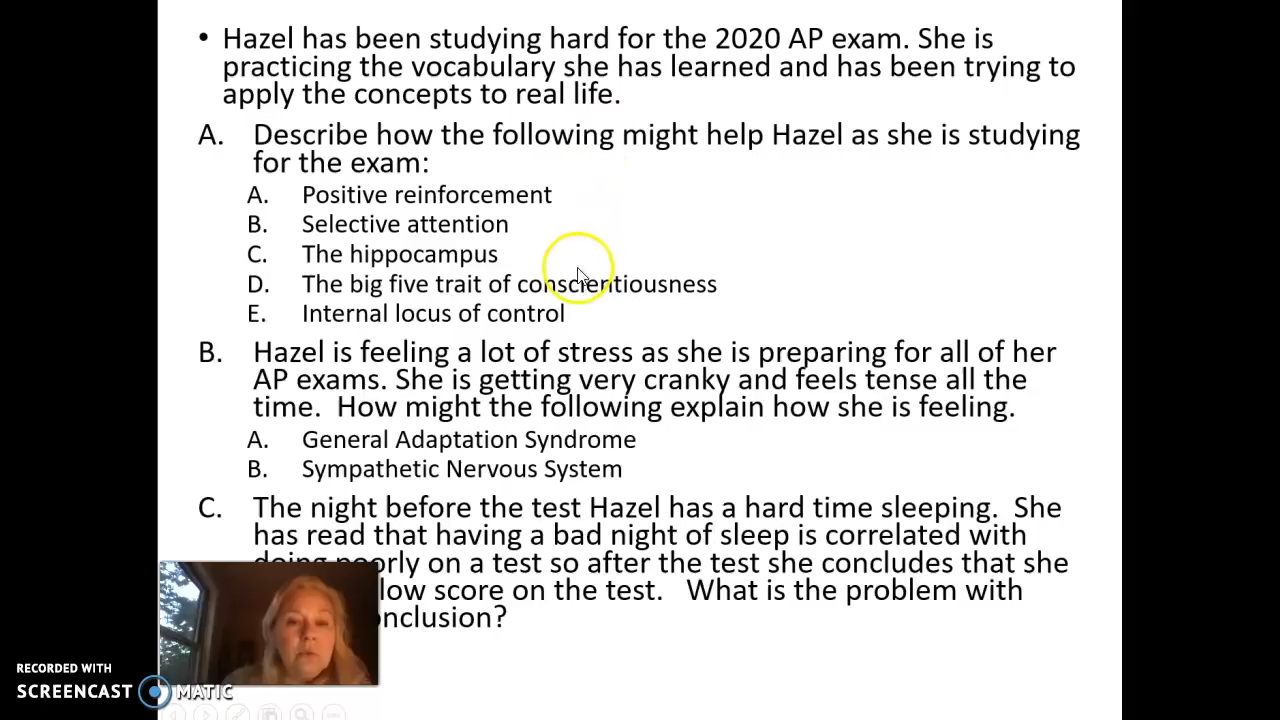 • Hazel has been studying hard for the 2020 AP exam. She is
practicing the vocabulary she has learned and has been trying to
apply the concepts to real life.
A. Describe how the following might help Hazel as she is studying
for the exam:
A. Positive reinforcement
B. Selective attention
C. The hippocampus
D. The big five trait of conscientiousness
E. Internal locus of control
B. Hazel is feeling a lot of stress as she is preparing for all of her
AP exams. She is getting very cranky and feels tense all the
time. How might the following explain how she is feeling.
A. General Adaptation Syndrome
B. Sympathetic Nervous System
C. The night before the test Hazel has a hard time sleeping. She
has read that having a bad night of sleep is correlated with
doing poorly on a test so after the test she concludes that she
low score on the test. What is the problem with
RECORDED WITH
SCREENCAST MATIC